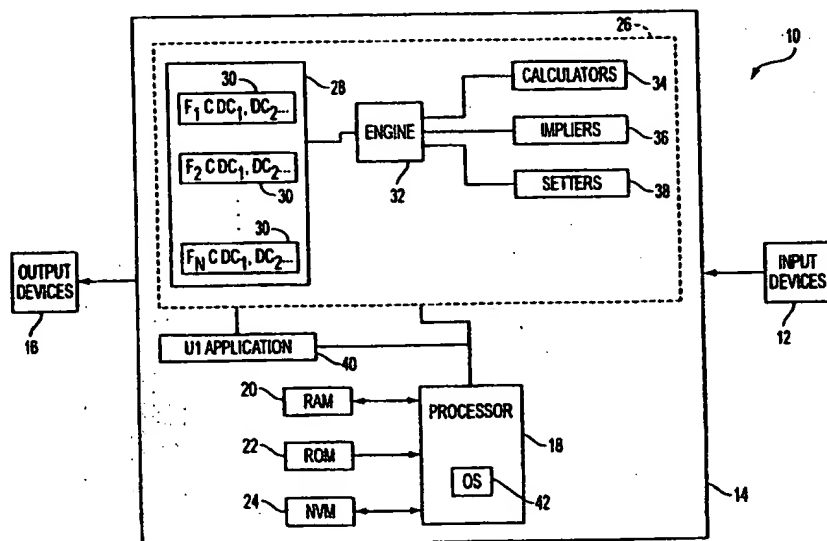 26
10
30
28
F1 C DC1, DC2...
ENGINE
32
CALCULATORS
34
IMPLIERS
36
SETTERS
38
F2 C DC1, DC2...
30
30
FN C DC1, DC2...
OUTPUT DEVICES
16
INPUT DEVICES
12
U1 APPLICATION
40
20
RAM
22
ROM
24
NVM
PROCESSOR
18
OS
42
14